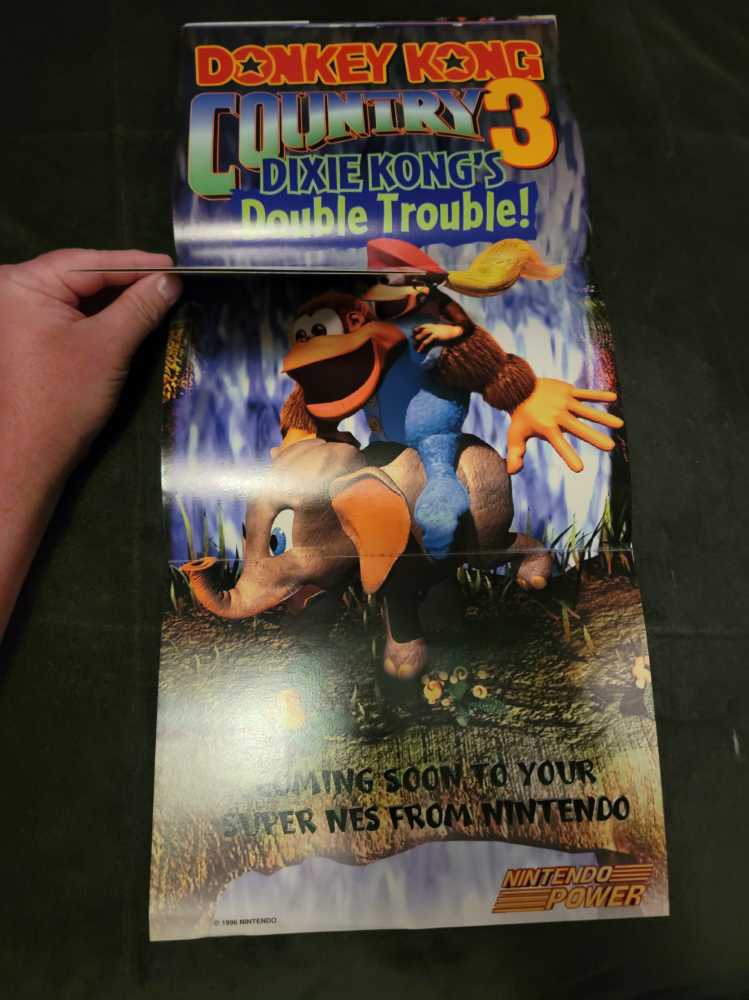 DONKEY KONG
COUNTRY 3
DIXIE KONG'S
Double Trouble!
COMING SOON TO YOUR
SUPER NES FROM NINTENDO
NINTENDO
POWER
© 1996 NINTENDO